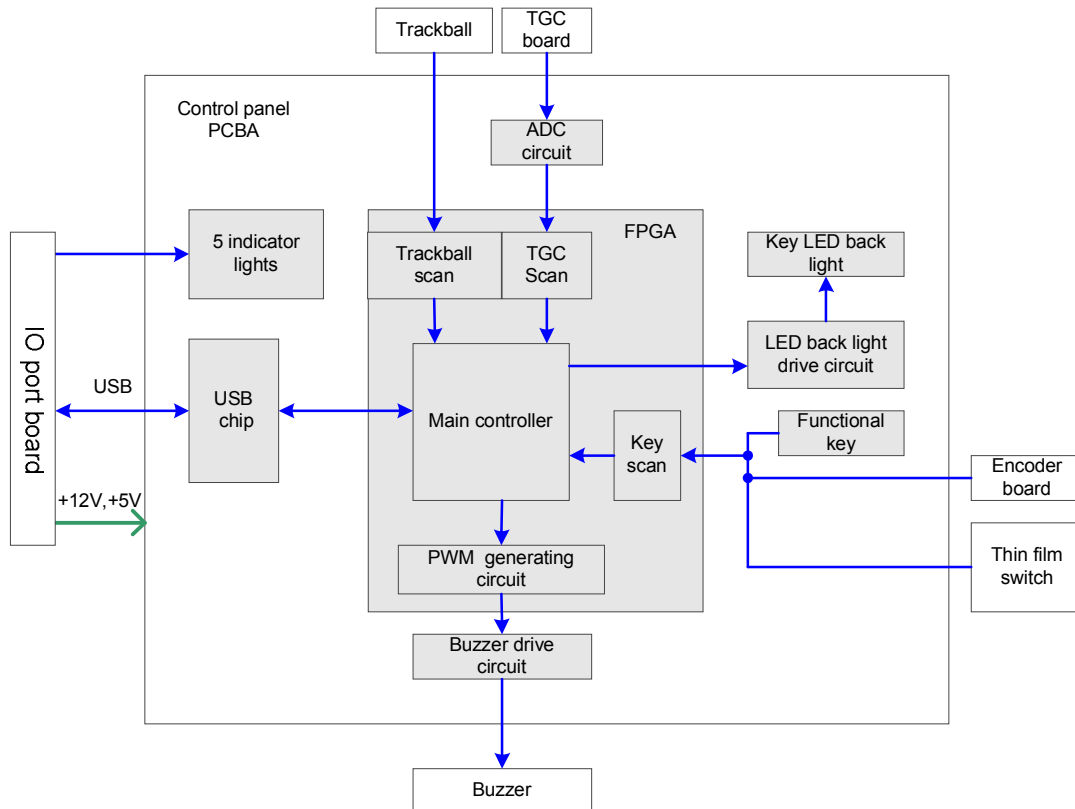 Trackball
TGC
board
Control panel
PCBA
ADC
circuit
5 indicator
lights
FPGA
Trackball
scan
TGC
Scan
Key LED back
light
LED back light
drive circuit
IO port board
USB
USB
chip
Main controller
Key
scan
Functional
key
Encoder
board
+12V,+5V
Thin film
switch
PWM generating
circuit
Buzzer drive
circuit
Buzzer